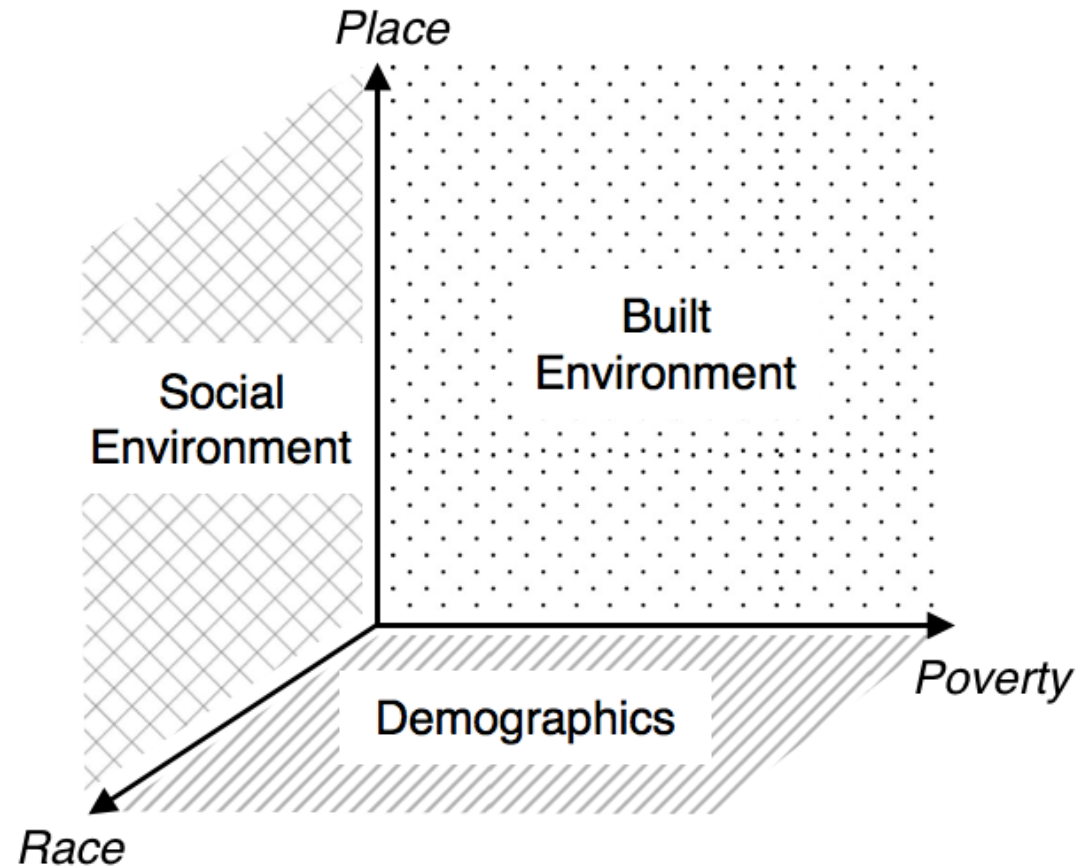 Place
Built
Environment
Social
Environment
Poverty
Demographics
Race